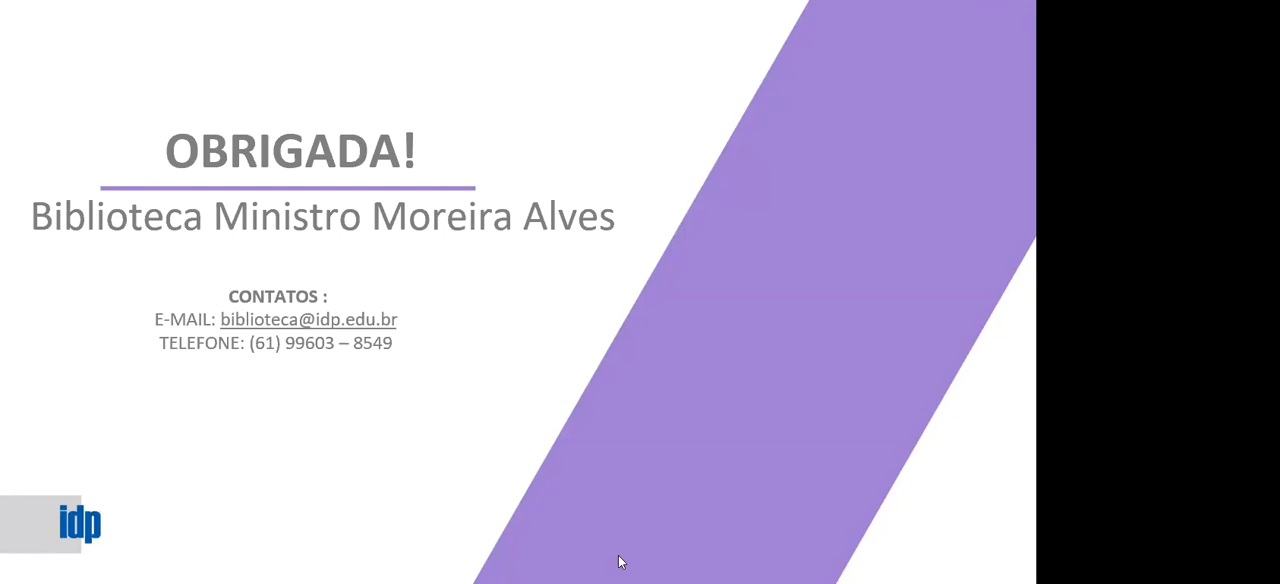 OBRIGADA!
Biblioteca Ministro Moreira Alves
CONTATOS :
E-MAIL: biblioteca@idp.edu.br
TELEFONE: (61) 99603 – 8549
idp